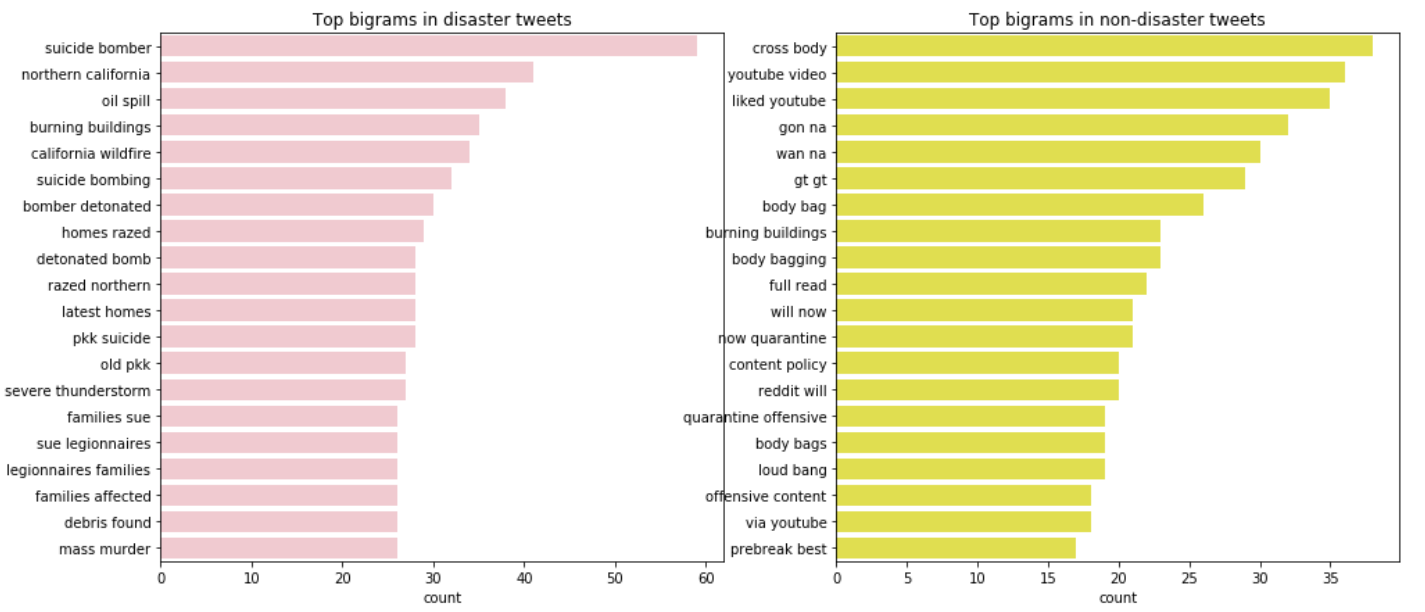 Top bigrams in disaster tweets
suicide bomber
northern california
oil spill
burning buildings
california wildfire
suicide bombing
bomber detonated
homes razed
detonated bomb
razed northern
latest homes
pkk suicide
old pkk
severe thunderstorm
families sue
sue legionnaires
legionnaires families
families affected
debris found
mass murder
0 10 20 30 40 50 60
count
Top bigrams in non-disaster tweets
cross body
youtube video
liked youtube
gon na
wan na
gt gt
body bag
burning buildings
body bagging
full read
will now
now quarantine
content policy
reddit will
quarantine offensive
body bags
loud bang
offensive content
via youtube
prebreak best
0 5 10 15 20 25 30 35
count